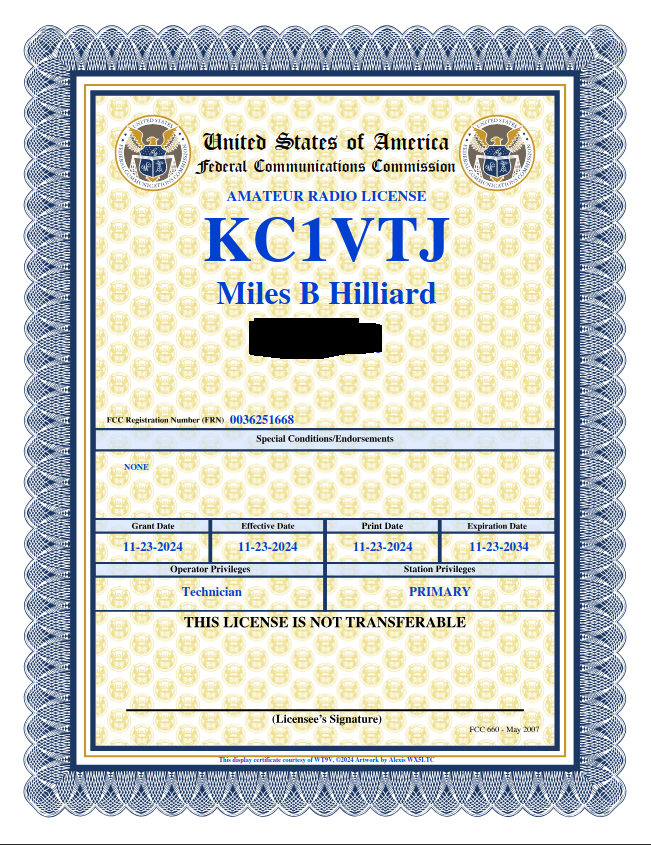 United States of America
Federal Communications Commission
AMATEUR RADIO LICENSE
KC1VTJ
Miles B Hilliard
FCC Registration Number (FRN) 0036251668
Special Conditions/Endorsements
NONE
Grant Date Effective Date Print Date Expiration Date
11-23-2024 11-23-2024 11-23-2024 11-23-2034
Operator Privileges Station Privileges
Technician PRIMARY
THIS LICENSE IS NOT TRANSFERABLE
(Licensee's Signature)
FCC 660 - May 2007
This display certificate courtesy of WT9V, ©2024 Artwork by Alexis WX5LTC